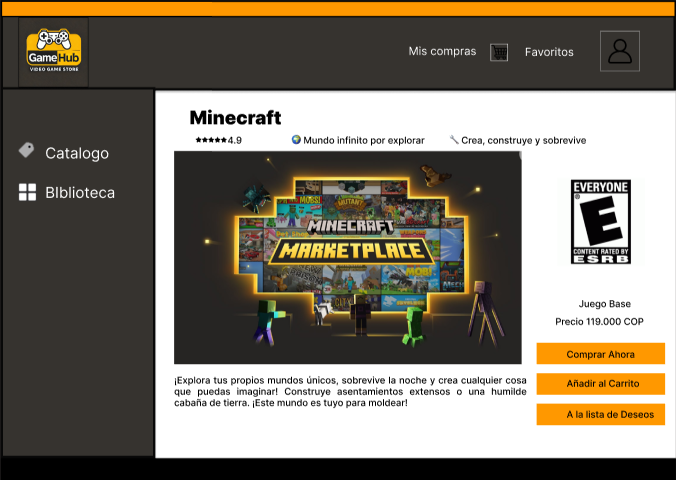 GameHub
VIDEO GAME STORE
Mis compras
Favoritos
Catalogo
BIblioteca
Minecraft
★★★★★4.9
🌍 Mundo infinito por explorar
🔧 Crea, construye y sobrevive
MUTANT
MINECRAFT
MARKETPLACE
MOBI
EVERYONE
E
CONTENT RATED BY
ESRB
Juego Base
Precio 119.000 COP
Comprar Ahora
Añadir al Carrito
A la lista de Deseos
¡Explora tus propios mundos únicos, sobrevive la noche y crea cualquier cosa
que puedas imaginar! Construye asentamientos extensos o una humilde
cabaña de tierra. ¡Este mundo es tuyo para moldear!